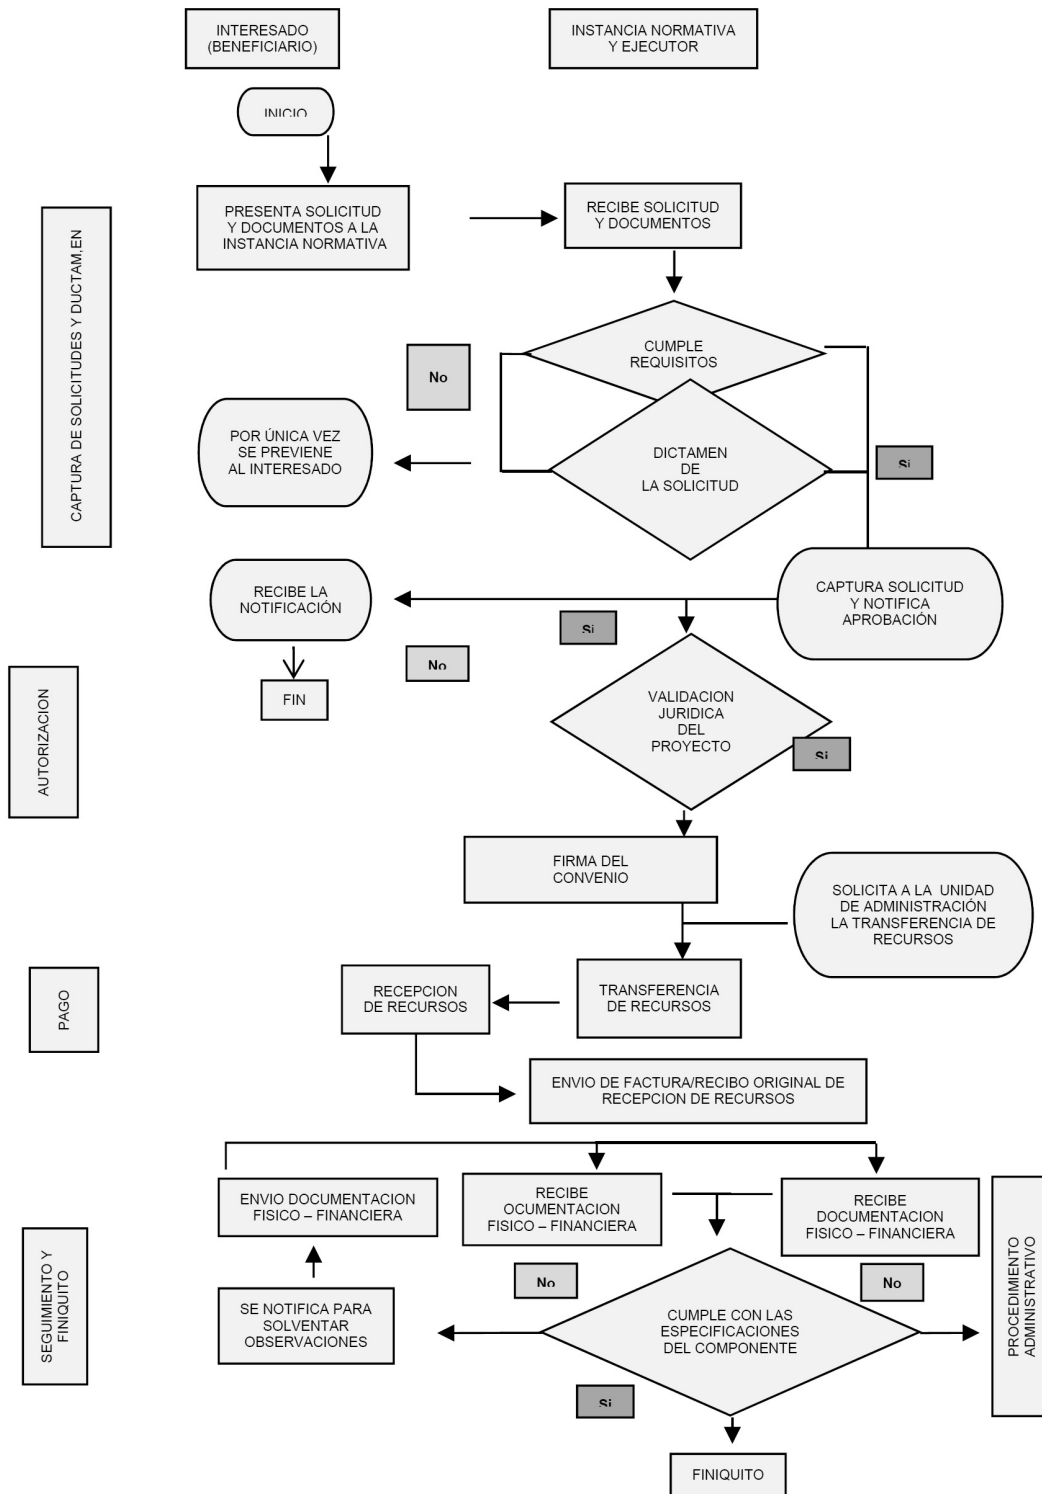 INTERESADO
(BENEFICIARIO)
INSTANCIA NORMATIVA
Y EJECUTOR
INICIO
PRESENTA SOLICITUD
Y DOCUMENTOS A LA
INSTANCIA NORMATIVA
RECIBE SOLICITUD
Y DOCUMENTOS
CAPTURA DE SOLICITUDES Y DUCTAM,EN
CUMPLE
REQUISITOS
No
POR ÚNICA VEZ
SE PREVIENE
AL INTERESADO
DICTAMEN
DE
LA SOLICITUD
Si
RECIBE LA
NOTIFICACIÓN
CAPTURA SOLICITUD
Y NOTIFICA
APROBACIÓN
Si
No
FIN
AUTORIZACION
VALIDACION
JURIDICA
DEL
PROYECTO
Si
FIRMA DEL
CONVENIO
SOLICITA A LA UNIDAD
DE ADMINISTRACIÓN
LA TRANSFERENCIA DE
RECURSOS
PAGO
RECEPCION
DE RECURSOS
TRANSFERENCIA
DE RECURSOS
ENVIO DE FACTURA/RECIBO ORIGINAL DE
RECEPCION DE RECURSOS
ENVIO DOCUMENTACION
FISICO – FINANCIERA
RECIBE
OCUMENTACION
FISICO – FINANCIERA
RECIBE
DOCUMENTACION
FISICO – FINANCIERA
SEGUIMIENTO Y
FINIQUITO
No
No
SE NOTIFICA PARA
SOLVENTAR
OBSERVACIONES
CUMPLE CON LAS
ESPECIFICACIONES
DEL COMPONENTE
PROCEDIMIENTO
ADMINISTRATIVO
Si
FINIQUITO